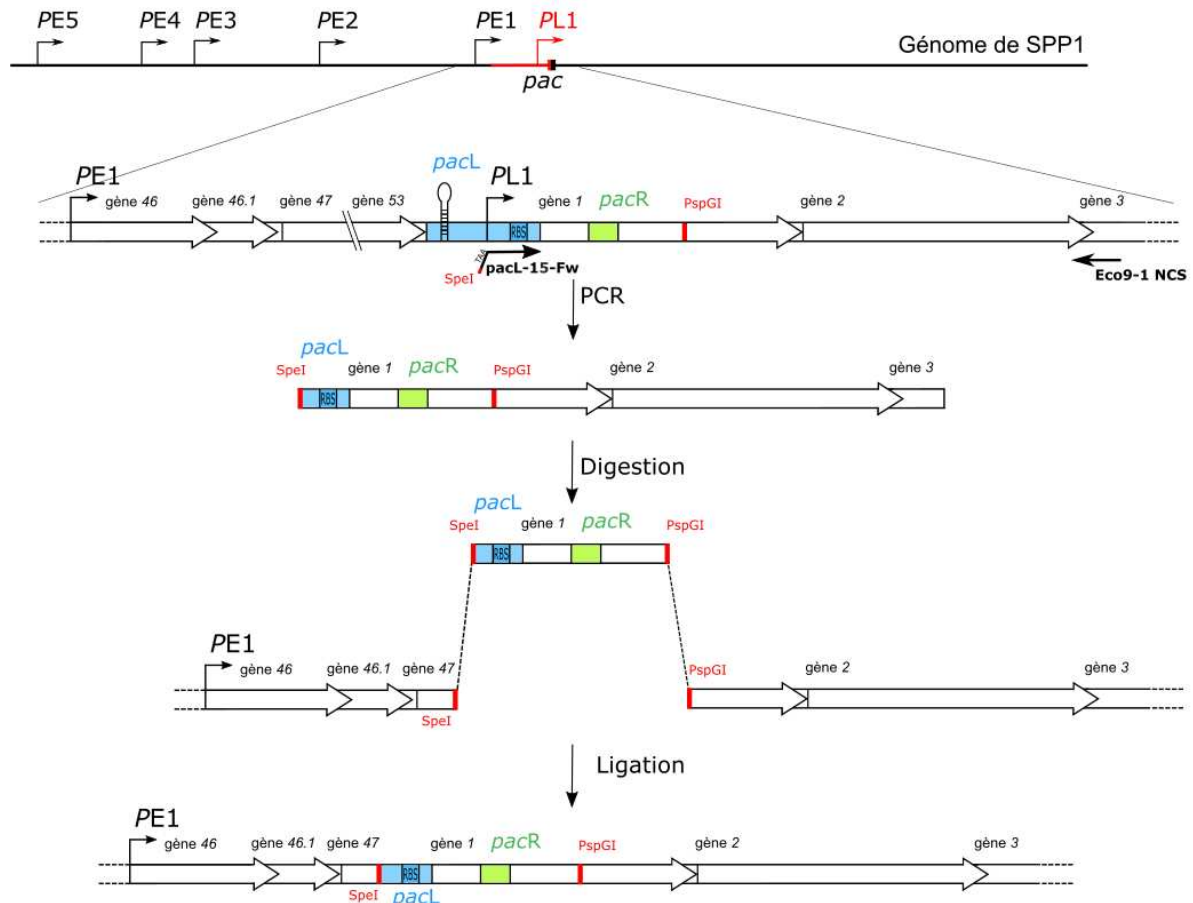 PE5 PE4 PE3 PE2 PE1 PL1
Génome de SPP1
pac
pacL
PE1 PL1
gène 46 gène 46.1 gène 47 gène 53 gène 1 pacR PspGI gène 2 gène 3
RBS
TAA
SpeI pacL-15-Fw Eco9-1 NCS
PCR
pacL
SpeI gène 1 pacR PspGI gène 2 gène 3
RBS
Digestion
pacL
SpeI gène 1 pacR PspGI
RBS
PE1
gène 46 gène 46.1 gène 47 PspGI gène 2 gène 3
SpeI
Ligation
PE1
gène 46 gène 46.1 gène 47 gène 1 pacR PspGI gène 2 gène 3
RBS
SpeI pacL